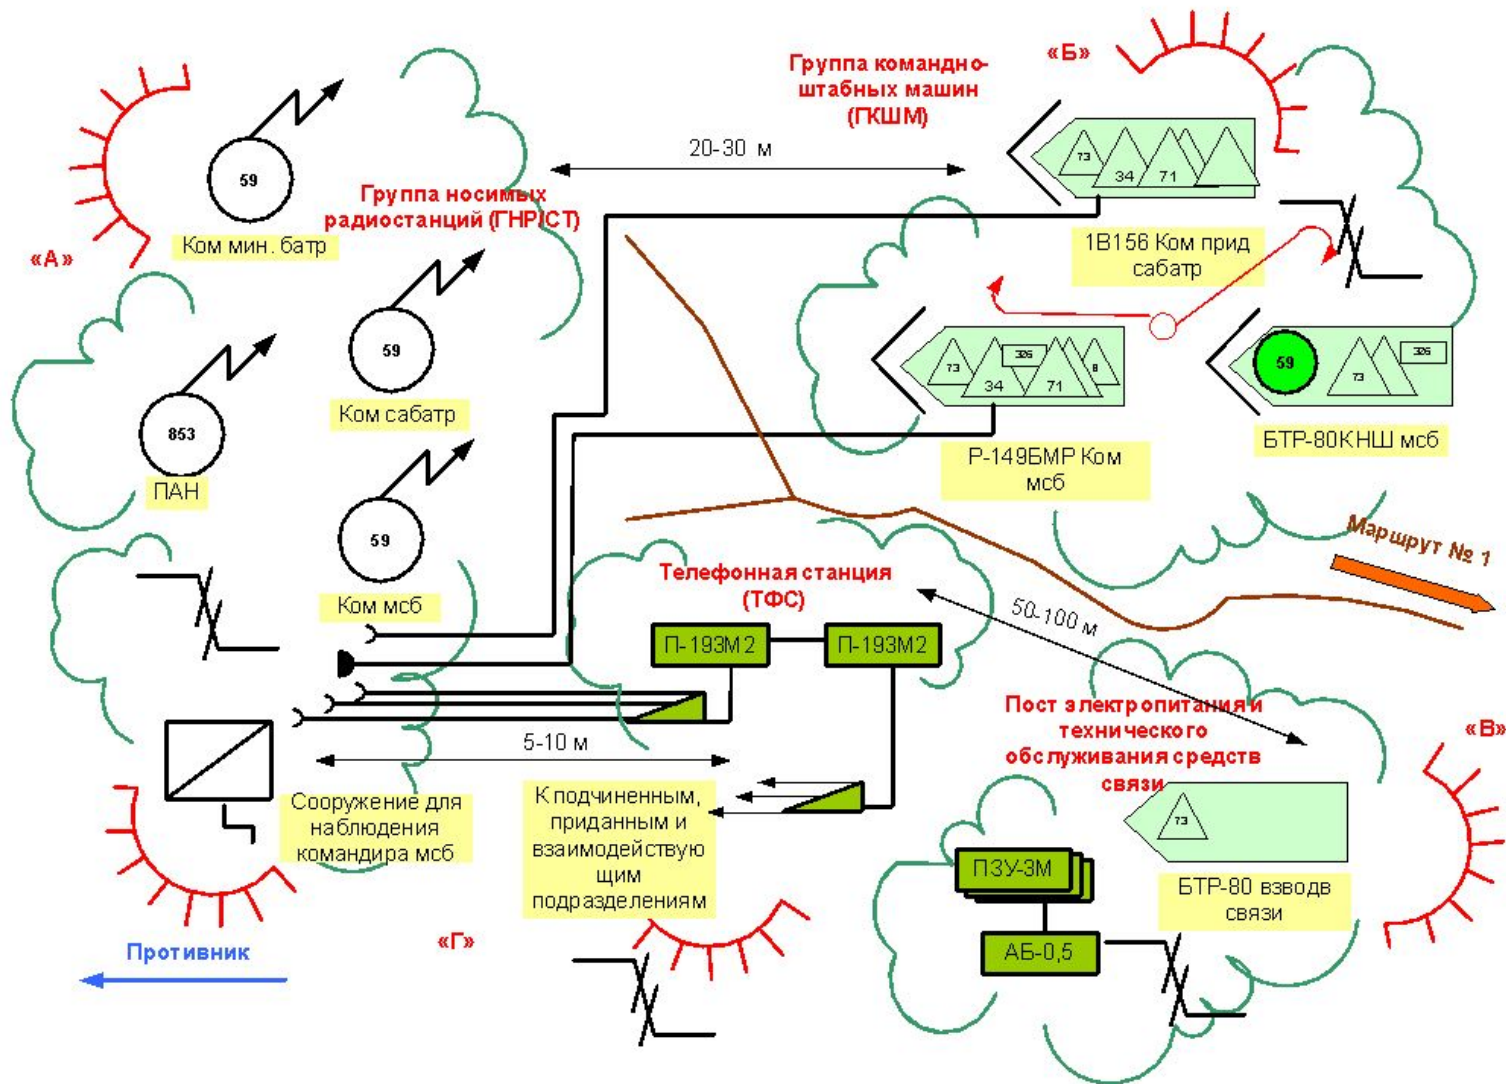 «Б»
Группа командно-
штабных машин
(ГКШМ)
20-30 м
73
34
71
59
Группа носимых
радиостанций (ГНР/СТ)
Ком мин. батр
«А»
1В156 Ком прид
сабатр
59
Ком сабатр
73
34
326
71
8
59
73
326
853
ПАН
Р-149БМР Ком
мсб
БТР-80КНШ мсб
59
Ком мсб
Маршрут № 1
Телефонная станция
(ТФС)
50-100 м
П-193М2
П-193М2
Пост электропитания и
технического
обслуживания средств
связи
«В»
5-10 м
Сооружение для
наблюдения
командира мсб
К подчиненным,
приданным и
взаимодействую
щим
подразделениям
73
ПЗУ-3М
БТР-80 взводв
связи
«Г»
Противник
АБ-0,5